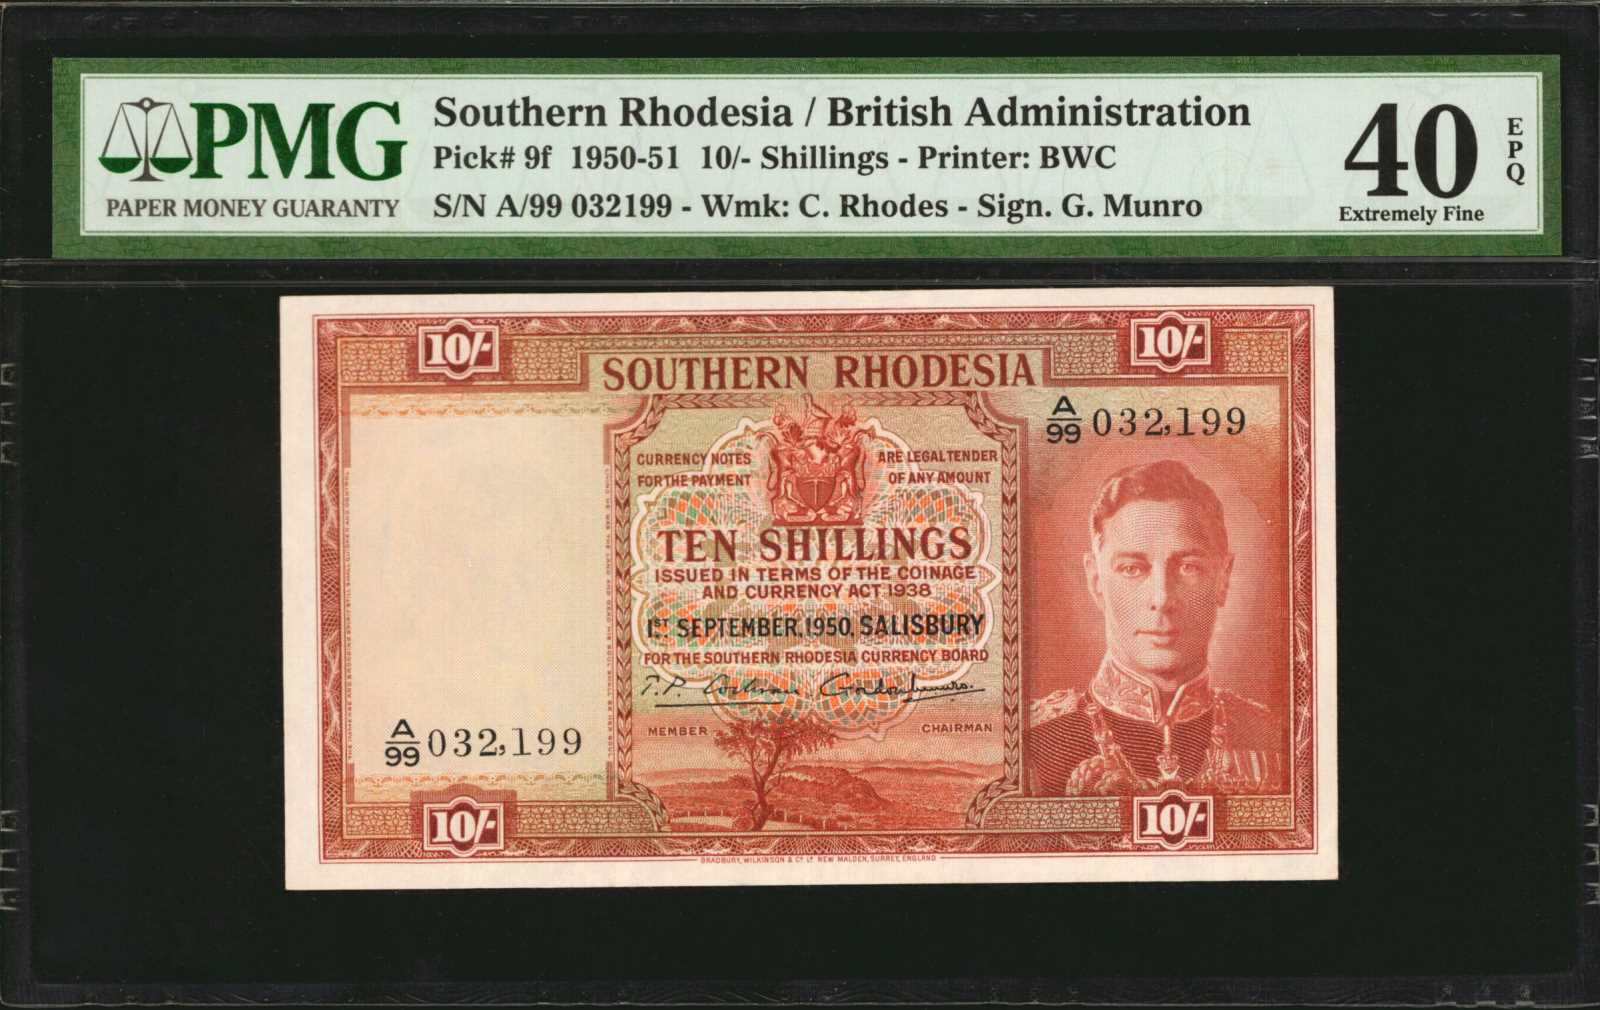 PMG
PAPER MONEY GUARANTY
Southern Rhodesia / British Administration
Pick# 9f 1950-51 10/- Shillings - Printer: BWC
S/N A/99 032199 - Wmk: C. Rhodes - Sign. G. Munro
40
Extremely Fine
EPQ
10/-
10/-
SOUTHERN RHODESIA
A/99 032,199
CURRENCY NOTES ARE LEGAL TENDER
FOR THE PAYMENT OF ANY AMOUNT
TEN SHILLINGS
ISSUED IN TERMS OF THE COINAGE
AND CURRENCY ACT 1938
1ST SEPTEMBER, 1950, SALISBURY
FOR THE SOUTHERN RHODESIA CURRENCY BOARD
MEMBER CHAIRMAN
A/99 032,199
10/-
10/-
BRADBURY, WILKINSON & Co Ld NEW MALDEN, SURREY, ENGLAND